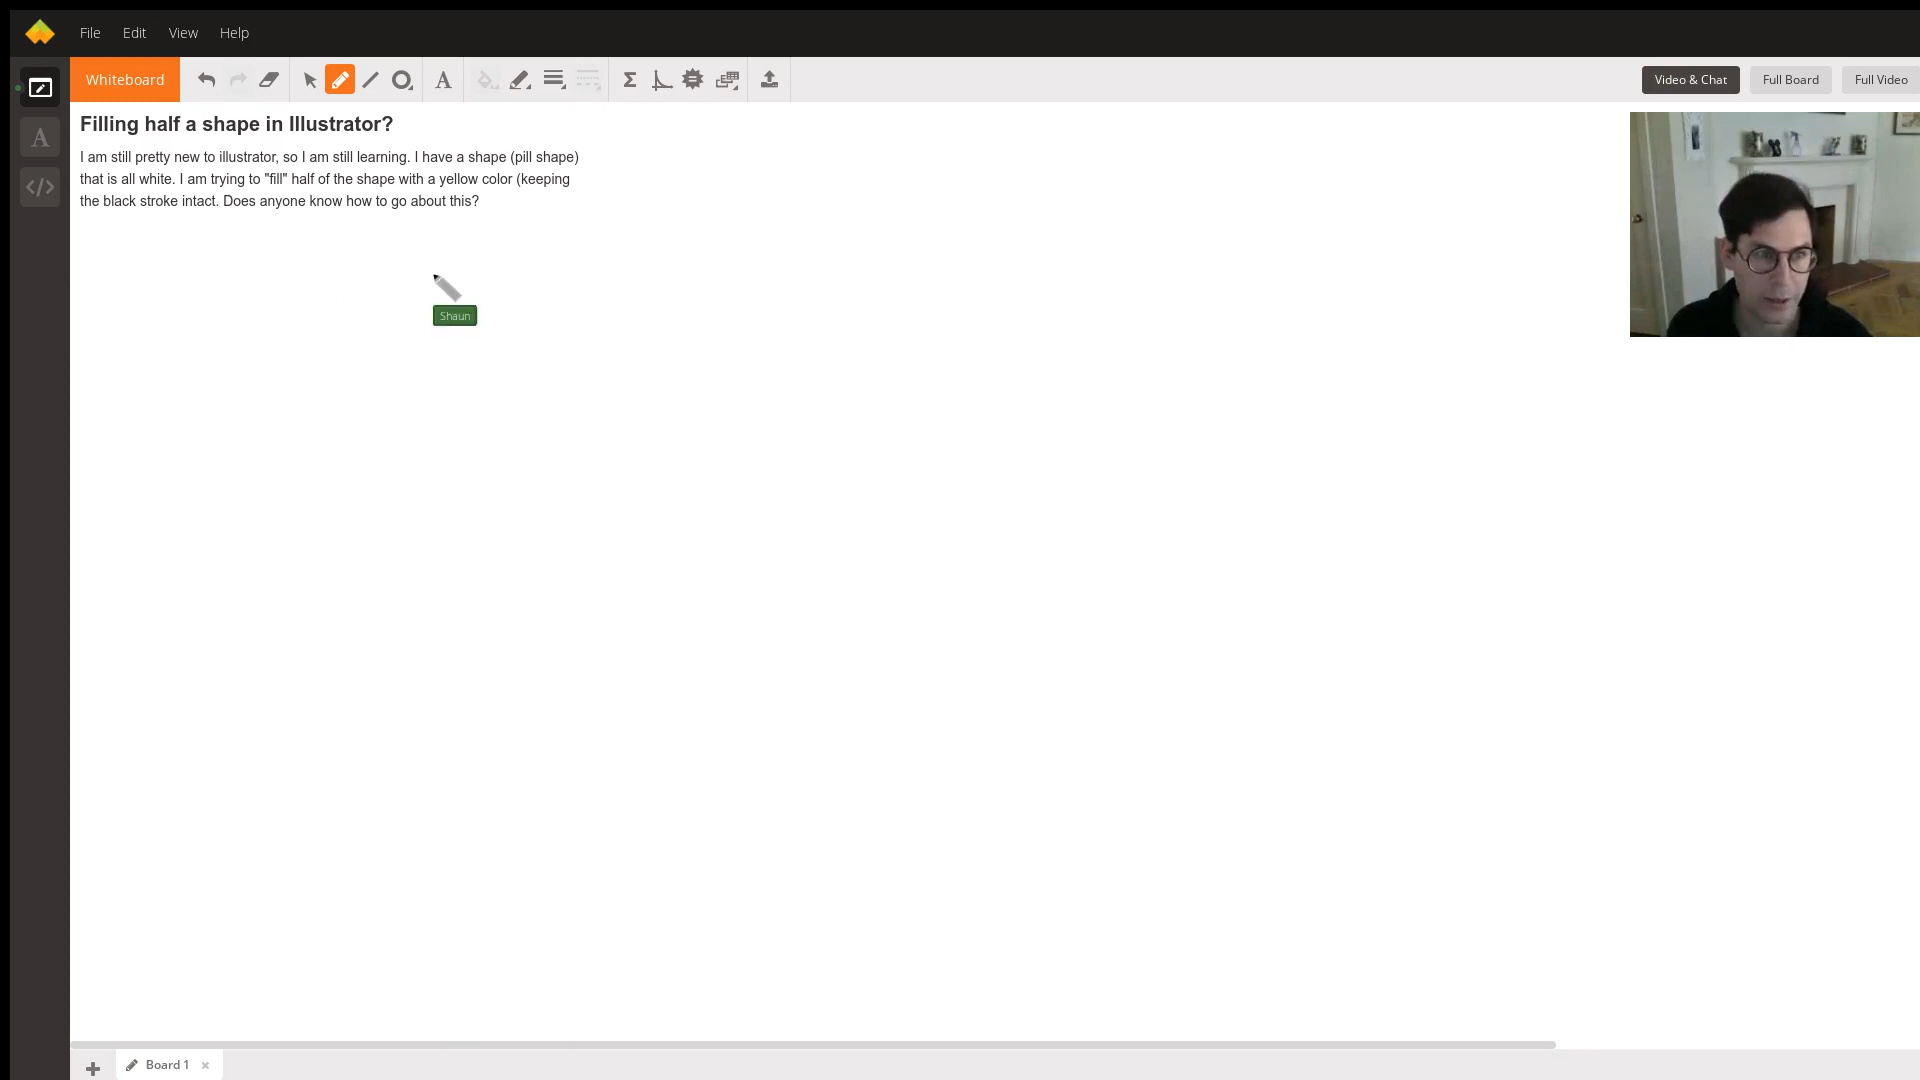 File Edit View Help
Whiteboard
Video & Chat Full Board Full Video
Filling half a shape in Illustrator?
I am still pretty new to illustrator, so I am still learning. I have a shape (pill shape)
that is all white. I am trying to "fill" half of the shape with a yellow color (keeping
the black stroke intact. Does anyone know how to go about this?
Shaun
Board 1